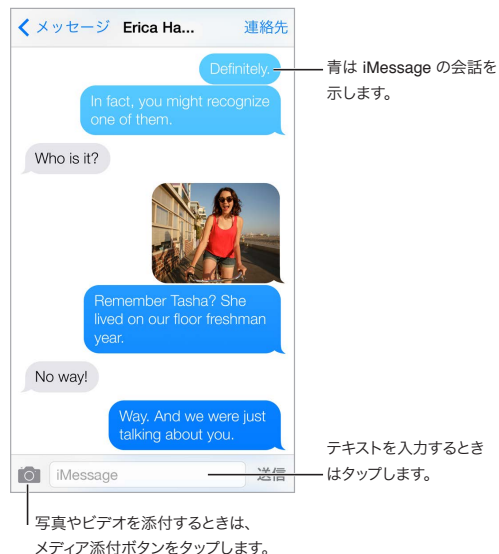 メッセージ Erica Ha... 連絡先
Definitely.
青は iMessage の会話を
示します。
In fact, you might recognize
one of them.
Who is it?
Remember Tasha? She
lived on our floor freshman
year.
No way!
Way. And we were just
talking about you.
テキストを入力するとき
はタップします。
iMessage 送信
写真やビデオを添付するときは、
メディア添付ボタンをタップします。